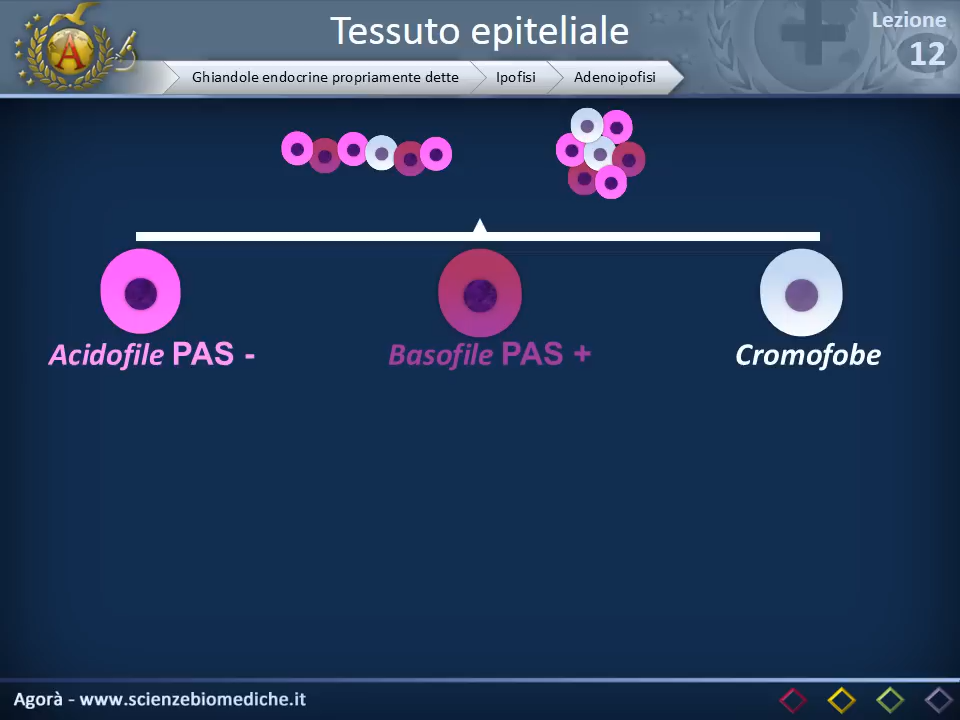 Tessuto epiteliale
Lezione
12
Ghiandole endocrine propriamente dette
Ipofisi
Adenoipofisi
A
Acidofile PAS -
Basofile PAS +
Cromofobe
Agorà - www.scienzebiomediche.it